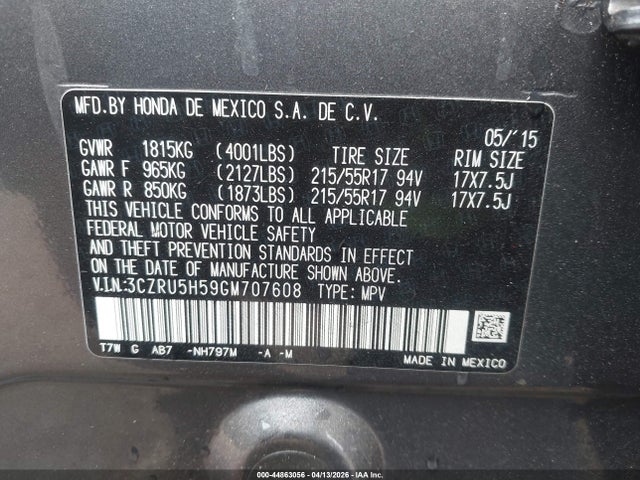 MFD.BY HONDA DE MEXICO S.A. DE C.V.
05/'15
GVWR 1815KG (4001LBS) TIRE SIZE RIM SIZE
GAWR F 965KG (2127LBS) 215/55R17 94V 17X7.5J
GAWR R 850KG (1873LBS) 215/55R17 94V 17X7.5J
THIS VEHICLE CONFORMS TO ALL APPLICABLE
FEDERAL MOTOR VEHICLE SAFETY
AND THEFT PREVENTION STANDARDS IN EFFECT
ON THE DATE OF MANUFACTURE SHOWN ABOVE.
V.I.N:3CZRU5H59GM707608 TYPE: MPV
T7W G AB7 -NH797M -A -M MADE IN MEXICO
000-44863056 - 04/13/2026 - IAA Inc.